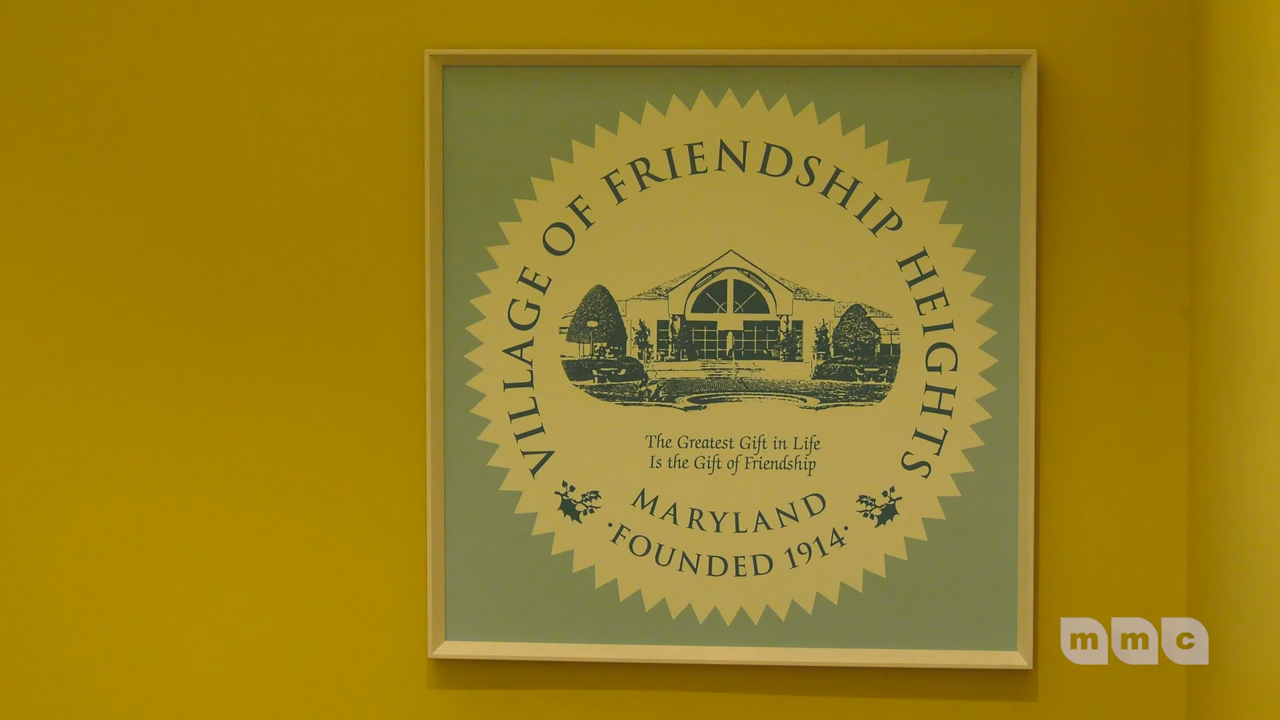 VILLAGE OF FRIENDSHIP HEIGHTS
The Greatest Gift in Life
Is the Gift of Friendship
MARYLAND
·FOUNDED 1914·
mmc